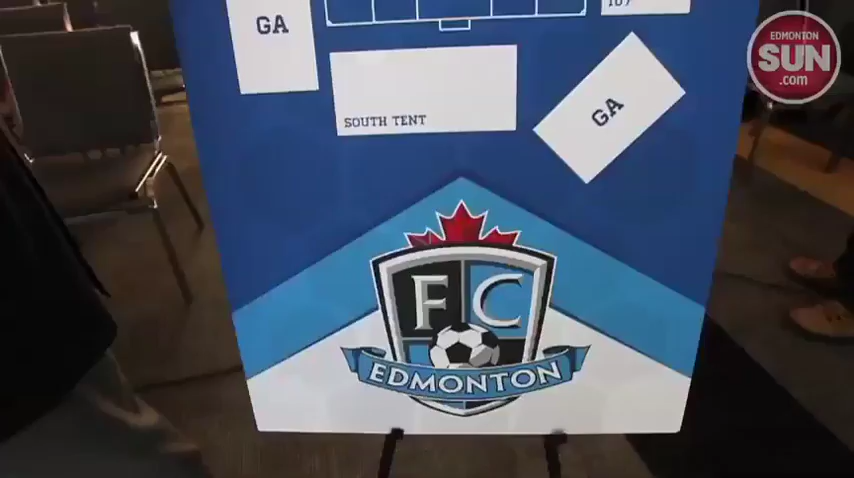 EDMONTON
SUN
.com
GA
SOUTH TENT
GA
FC
EDMONTON